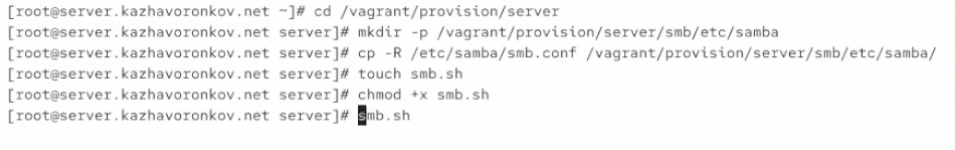 [root@server.kazhavoronkov.net ~]# cd /vagrant/provision/server
[root@server.kazhavoronkov.net server]# mkdir -p /vagrant/provision/server/smb/etc/samba
[root@server.kazhavoronkov.net server]# cp -R /etc/samba/smb.conf /vagrant/provision/server/smb/etc/samba/
[root@server.kazhavoronkov.net server]# touch smb.sh
[root@server.kazhavoronkov.net server]# chmod +x smb.sh
[root@server.kazhavoronkov.net server]# smb.sh